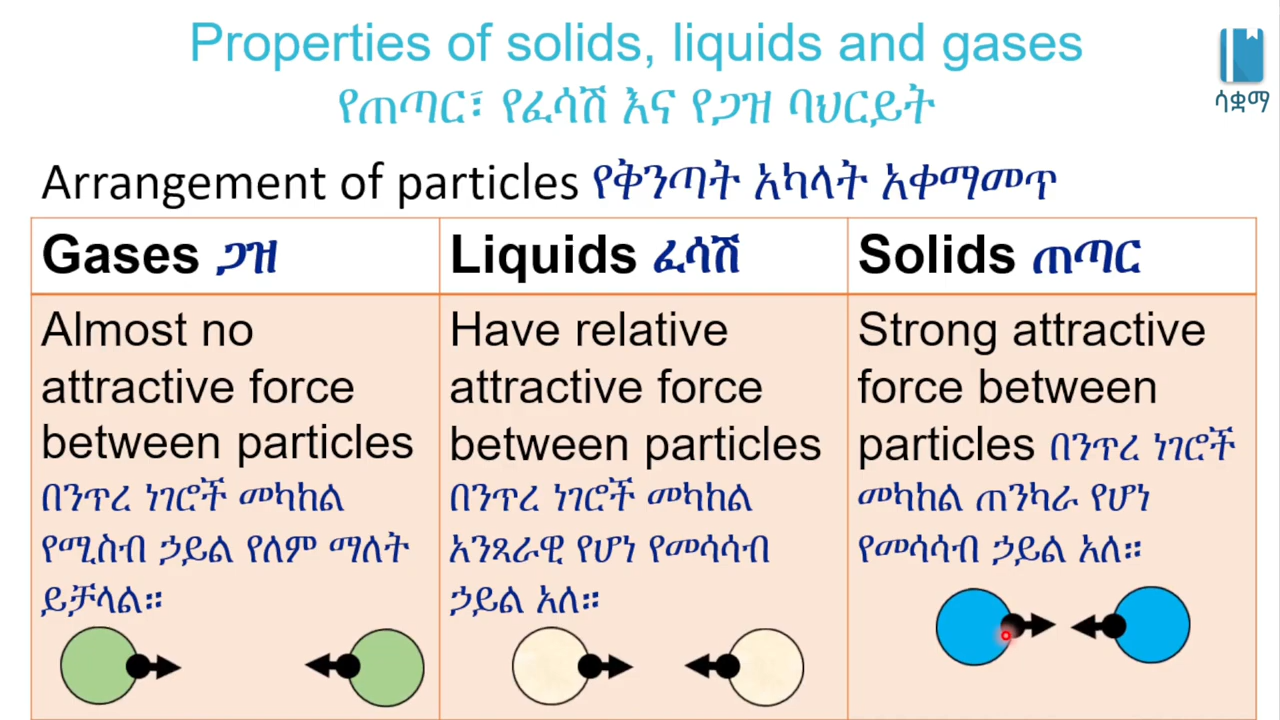 Properties of solids, liquids and gases
የጠጣር፣ የፈሳሽ እና የጋዝ ባህርይት
ሳቋማ
Arrangement of particles የቅንጣት አካላት አቀማመጥ
Gases ጋዝ
Almost no
attractive force
between particles
በንጥረ ነገሮች መካከል
የሚስብ ኃይል የለም ማለት
ይቻላል።
Liquids ፈሳሽ
Have relative
attractive force
between particles
በንጥረ ነገሮች መካከል
አንጻራዊ የሆነ የመሳሳብ
ኃይል አለ።
Solids ጠጣር
Strong attractive
force between
particles በንጥረ ነገሮች
መካከል ጠንካራ የሆነ
የመሳሳብ ኃይል አለ።